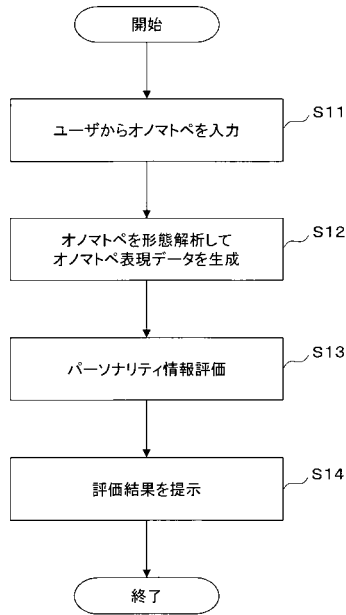 開始
ユーザからオノマトペを入力
S11
オノマトペを形態解析して
オノマトペ表現データを生成
S12
パーソナリティ情報評価
S13
評価結果を提示
S14
終了